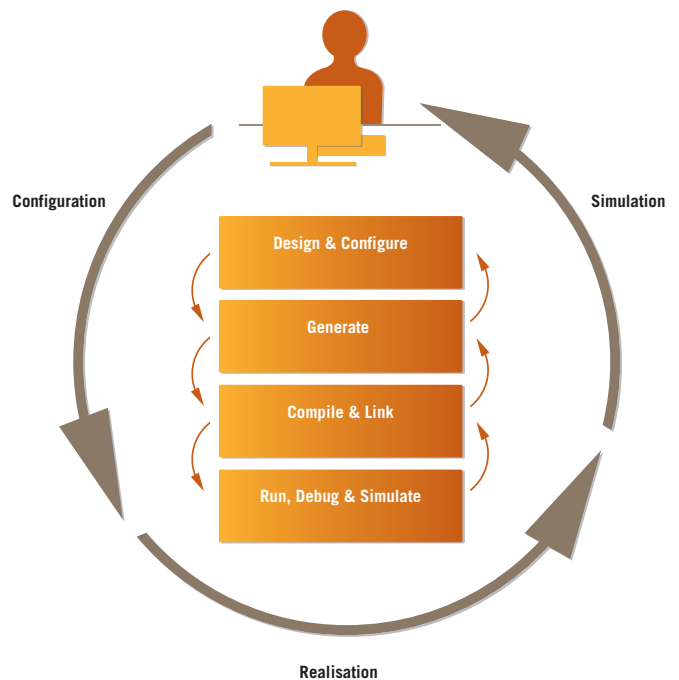 Configuration
Simulation
Design & Configure
Generate
Compile & Link
Run, Debug & Simulate
Realisation